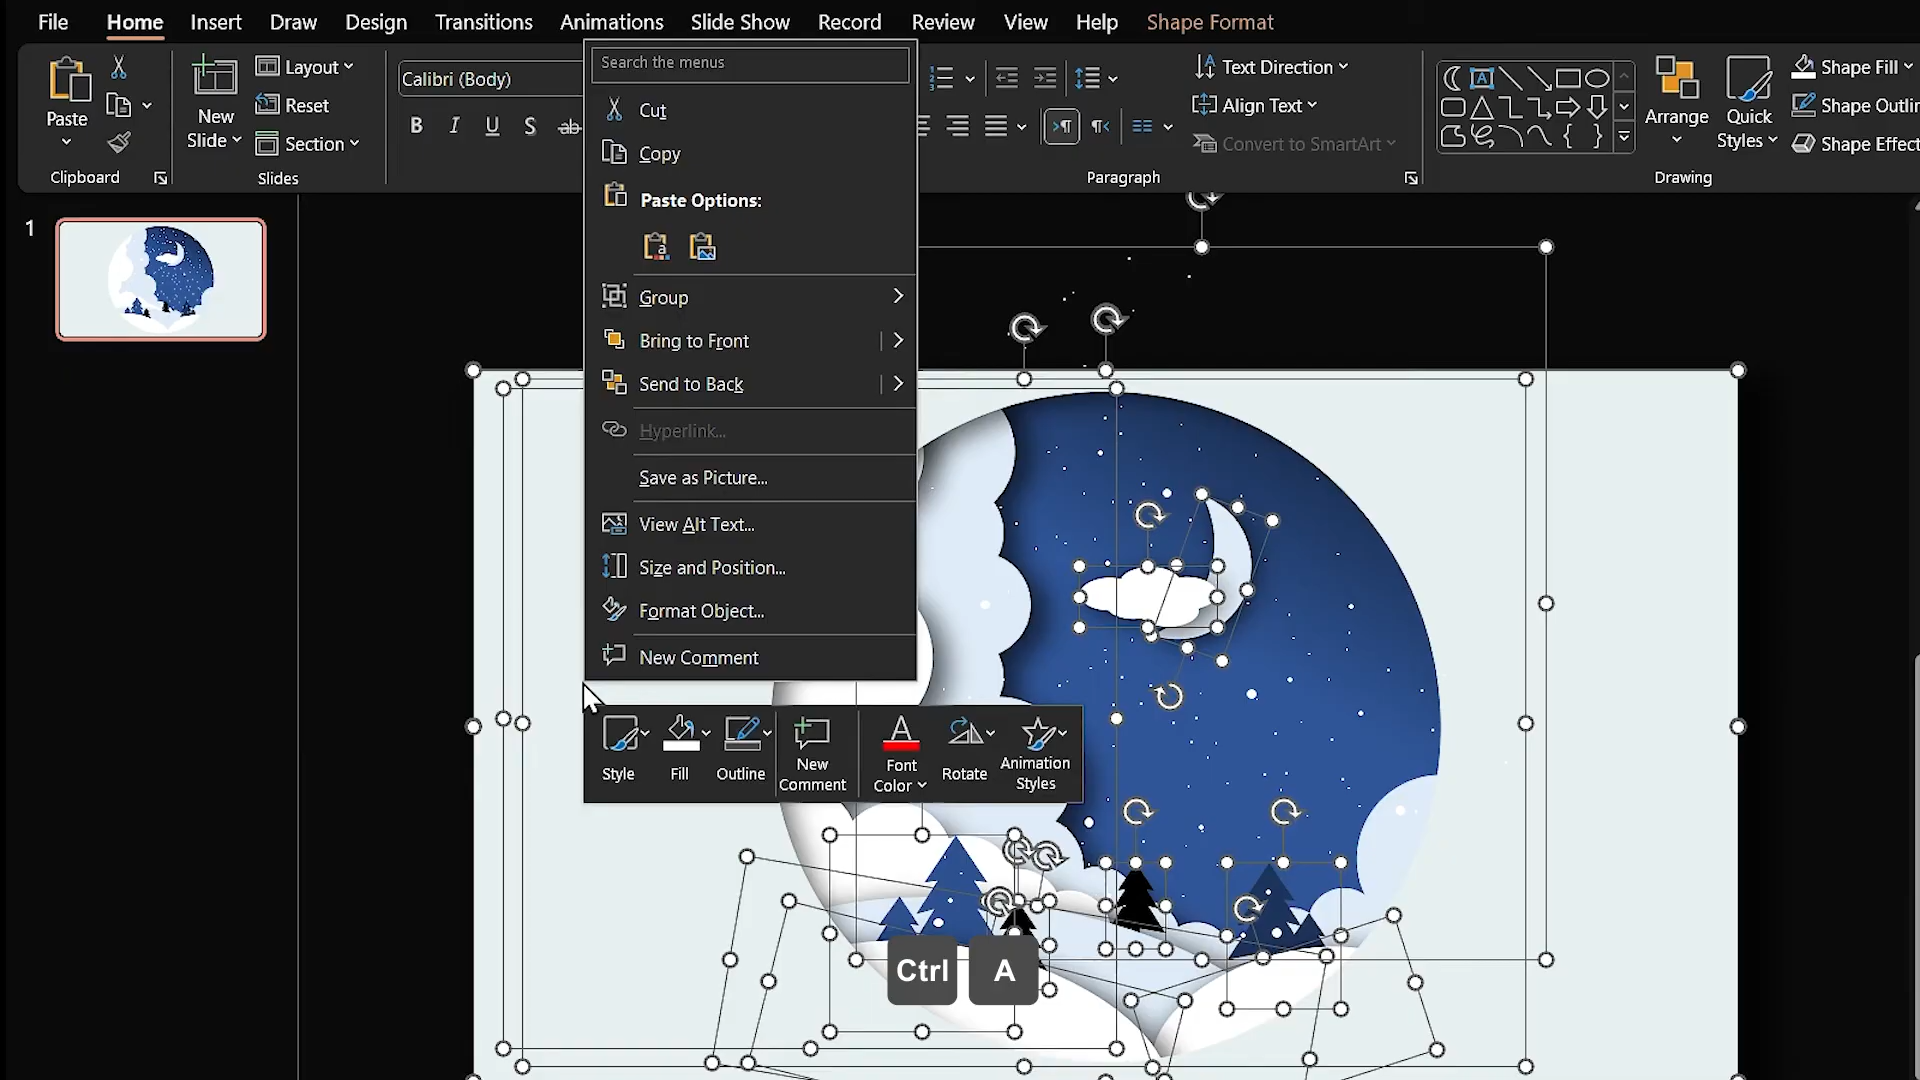 File Home Insert Draw Design Transitions Animations Slide Show Record Review View Help Shape Format
Paste
Clipboard
New
Slide
Layout
Reset
Section
Slides
Calibri (Body)
B I U S ab
Text Direction
Align Text
Convert to SmartArt
Paragraph
Arrange
Quick
Styles
Shape Fill
Shape Outlin
Shape Effect
Drawing
1
Search the menus
Cut
Copy
Paste Options:
Group
Bring to Front
Send to Back
Hyperlink...
Save as Picture...
View Alt Text...
Size and Position...
Format Object...
New Comment
Style
Fill
Outline
New
Comment
A
Font
Color
Rotate
Animation
Styles
Ctrl A